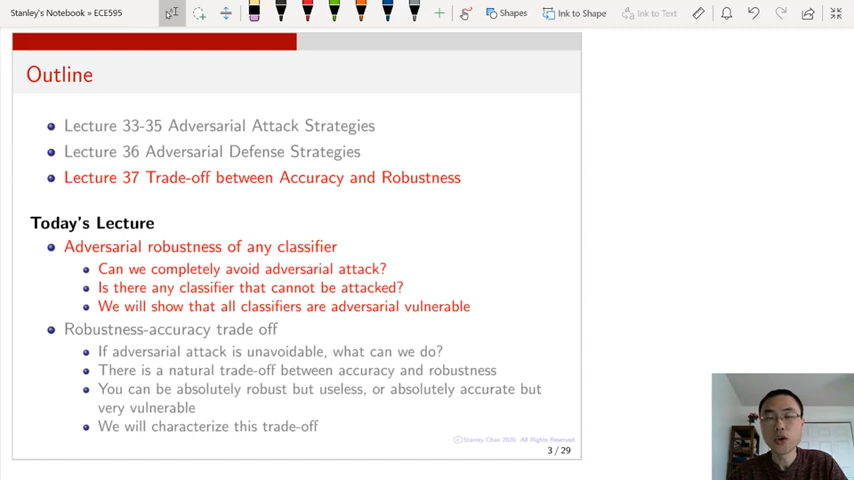 Stanley's Notebook » ECE595
Shapes
Ink to Shape
Ink to Text
Outline
Lecture 33-35 Adversarial Attack Strategies
Lecture 36 Adversarial Defense Strategies
Lecture 37 Trade-off between Accuracy and Robustness
Today's Lecture
Adversarial robustness of any classifier
Can we completely avoid adversarial attack?
Is there any classifier that cannot be attacked?
We will show that all classifiers are adversarial vulnerable
Robustness-accuracy trade off
If adversarial attack is unavoidable, what can we do?
There is a natural trade-off between accuracy and robustness
You can be absolutely robust but useless, or absolutely accurate but
very vulnerable
We will characterize this trade-off
©Stanley Chan 2020. All Rights Reserved
3 / 29